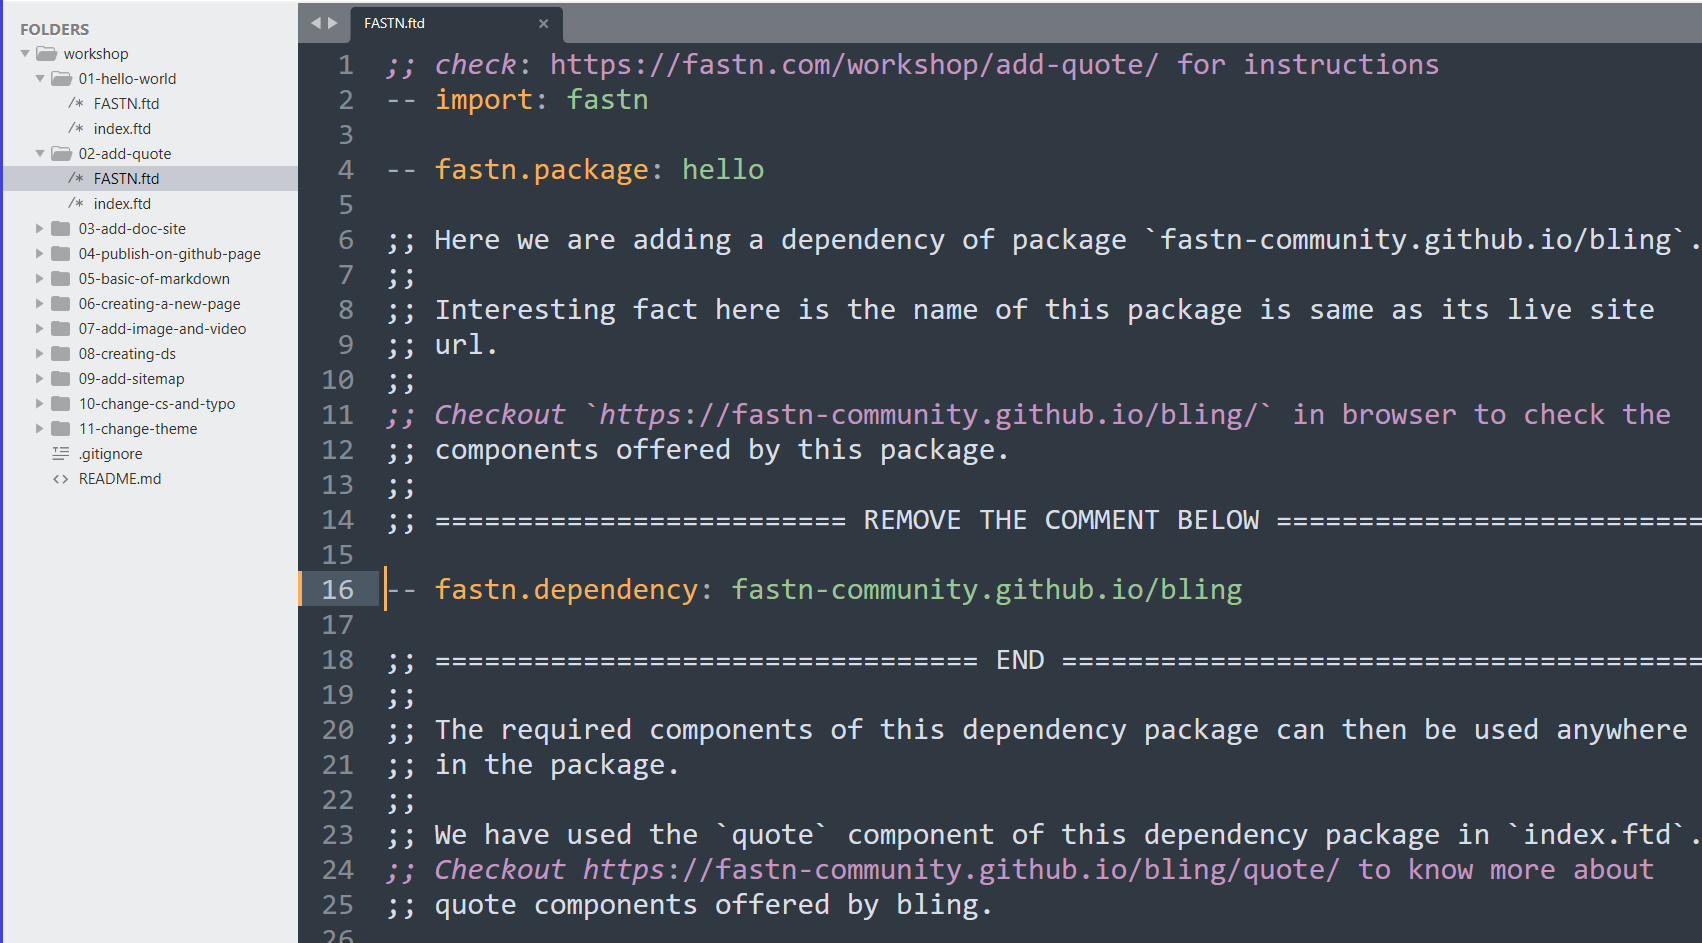 FOLDERS
workshop
01-hello-world
/* FASTN.ftd
/* index.ftd
02-add-quote
/* FASTN.ftd
/* index.ftd
03-add-doc-site
04-publish-on-github-page
05-basic-of-markdown
06-creating-a-new-page
07-add-image-and-video
08-creating-ds
09-add-sitemap
10-change-cs-and-typo
11-change-theme
.gitignore
<> README.md
FASTN.ftd ×
1 ;; check: https://fastn.com/workshop/add-quote/ for instructions
2 -- import: fastn
3
4 -- fastn.package: hello
5
6 ;; Here we are adding a dependency of package `fastn-community.github.io/bling`.
7 ;;
8 ;; Interesting fact here is the name of this package is same as its live site
9 ;; url.
10 ;;
11 ;; Checkout `https://fastn-community.github.io/bling/` in browser to check the
12 ;; components offered by this package.
13 ;;
14 ;; ========================= REMOVE THE COMMENT BELOW ==========================
15
16 -- fastn.dependency: fastn-community.github.io/bling
17
18 ;; ================================= END =======================================
19 ;;
20 ;; The required components of this dependency package can then be used anywhere
21 ;; in the package.
22 ;;
23 ;; We have used the `quote` component of this dependency package in `index.ftd`.
24 ;; Checkout https://fastn-community.github.io/bling/quote/ to know more about
25 ;; quote components offered by bling.
26